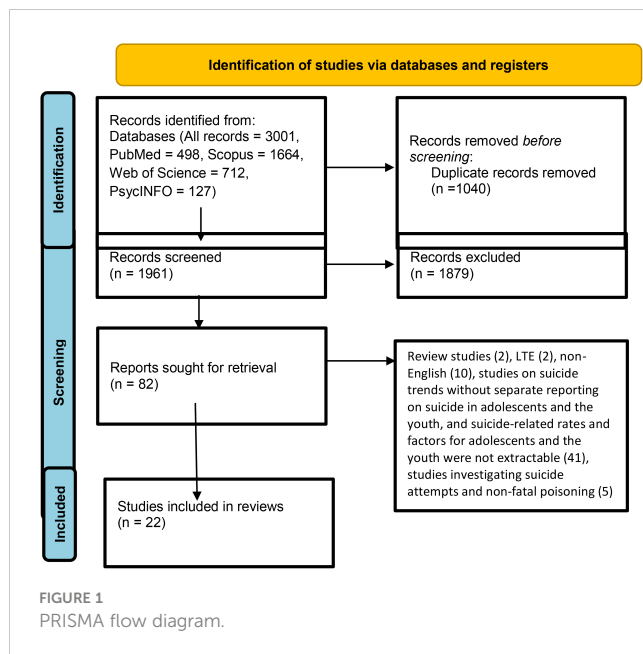 Identification of studies via databases and registers
Identification
Records identified from:
Databases (All records = 3001,
PubMed = 498, Scopus = 1664,
Web of Science = 712,
PsycINFO = 127)
Records removed before
screening:
Duplicate records removed
(n =1040)
Screening
Records screened
(n = 1961)
Records excluded
(n = 1879)
Reports sought for retrieval
(n = 82)
Review studies (2), LTE (2), non-
English (10), studies on suicide
trends without separate reporting
on suicide in adolescents and the
youth, and suicide-related rates and
factors for adolescents and the
youth were not extractable (41),
studies investigating suicide
attempts and non-fatal poisoning (5)
Included
Studies included in reviews
(n = 22)
FIGURE 1
PRISMA flow diagram.